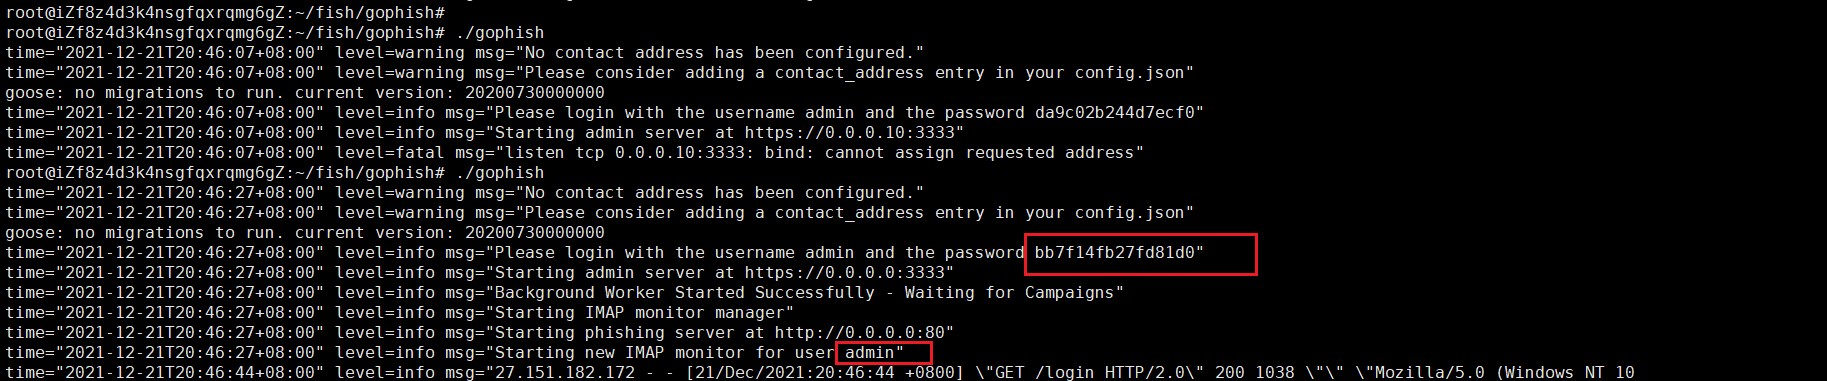 root@iZf8z4d3k4nsgfqxrqmg6gZ:~/fish/gophish#
root@iZf8z4d3k4nsgfqxrqmg6gZ:~/fish/gophish# ./gophish
time="2021-12-21T20:46:07+08:00" level=warning msg="No contact address has been configured."
time="2021-12-21T20:46:07+08:00" level=warning msg="Please consider adding a contact_address entry in your config.json"
goose: no migrations to run. current version: 20200730000000
time="2021-12-21T20:46:07+08:00" level=info msg="Please login with the username admin and the password da9c02b244d7ecf0"
time="2021-12-21T20:46:07+08:00" level=info msg="Starting admin server at https://0.0.0.10:3333"
time="2021-12-21T20:46:07+08:00" level=fatal msg="listen tcp 0.0.0.10:3333: bind: cannot assign requested address"
root@iZf8z4d3k4nsgfqxrqmg6gZ:~/fish/gophish# ./gophish
time="2021-12-21T20:46:27+08:00" level=warning msg="No contact address has been configured."
time="2021-12-21T20:46:27+08:00" level=warning msg="Please consider adding a contact_address entry in your config.json"
goose: no migrations to run. current version: 20200730000000
time="2021-12-21T20:46:27+08:00" level=info msg="Please login with the username admin and the password bb7f14fb27fd81d0"
time="2021-12-21T20:46:27+08:00" level=info msg="Starting admin server at https://0.0.0.0:3333"
time="2021-12-21T20:46:27+08:00" level=info msg="Background Worker Started Successfully - Waiting for Campaigns"
time="2021-12-21T20:46:27+08:00" level=info msg="Starting IMAP monitor manager"
time="2021-12-21T20:46:27+08:00" level=info msg="Starting phishing server at http://0.0.0.0:80"
time="2021-12-21T20:46:27+08:00" level=info msg="Starting new IMAP monitor for user admin"
time="2021-12-21T20:46:44+08:00" level=info msg="27.151.182.172 - - [21/Dec/2021:20:46:44 +0800] \"GET /login HTTP/2.0\" 200 1038 \"\" \"Mozilla/5.0 (Windows NT 10